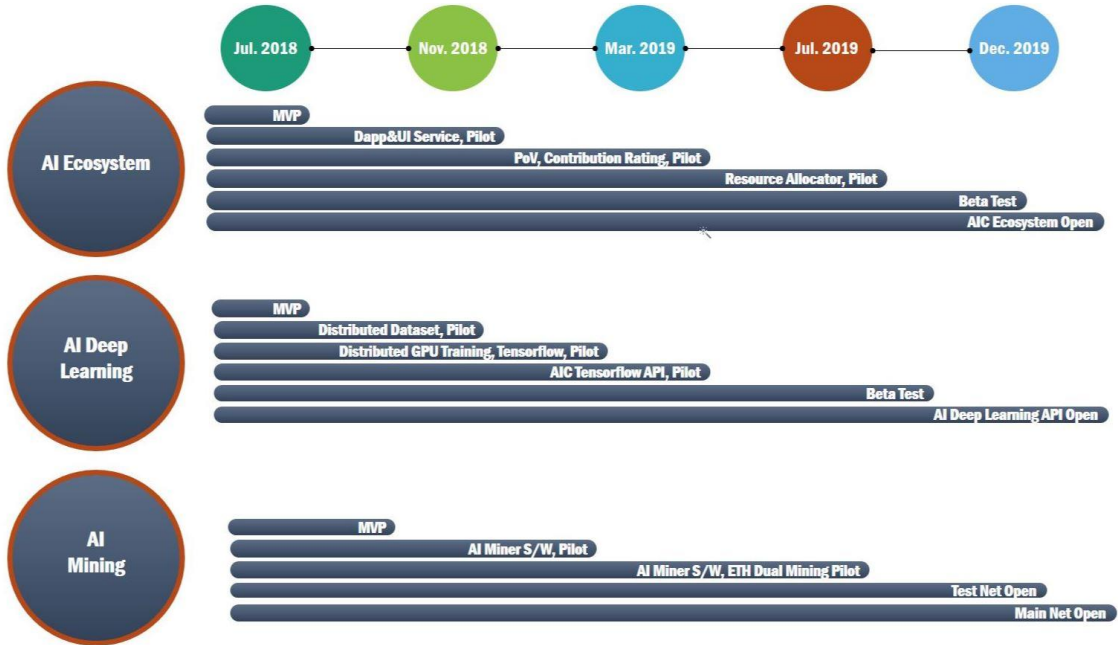 Jul. 2018
Nov. 2018
Mar. 2019
Jul. 2019
Dec. 2019
AI Ecosystem
MVP
Dapp&UI Service, Pilot
PoV, Contribution Rating, Pilot
Resource Allocator, Pilot
Beta Test
AIC Ecosystem Open
AI Deep
Learning
MVP
Distributed Dataset, Pilot
Distributed GPU Training, Tensorflow, Pilot
AIC Tensorflow API, Pilot
Beta Test
AI Deep Learning API Open
AI
Mining
MVP
AI Miner S/W, Pilot
AI Miner S/W, ETH Dual Mining Pilot
Test Net Open
Main Net Open